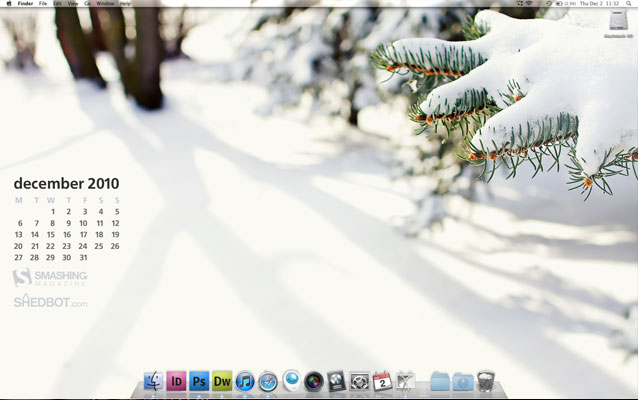 Finder File Edit View Go Window Help
(2:39) Thu Dec 2 11:32
Macintosh HD
december 2010
M T W T F S S
1 2 3 4 5
6 7 8 9 10 11 12
13 14 15 16 17 18 19
20 21 22 23 24 25 26
27 28 29 30 31
SMASHING
MAGAZINE
SHEDBOT.com
ID Ps Dw 2